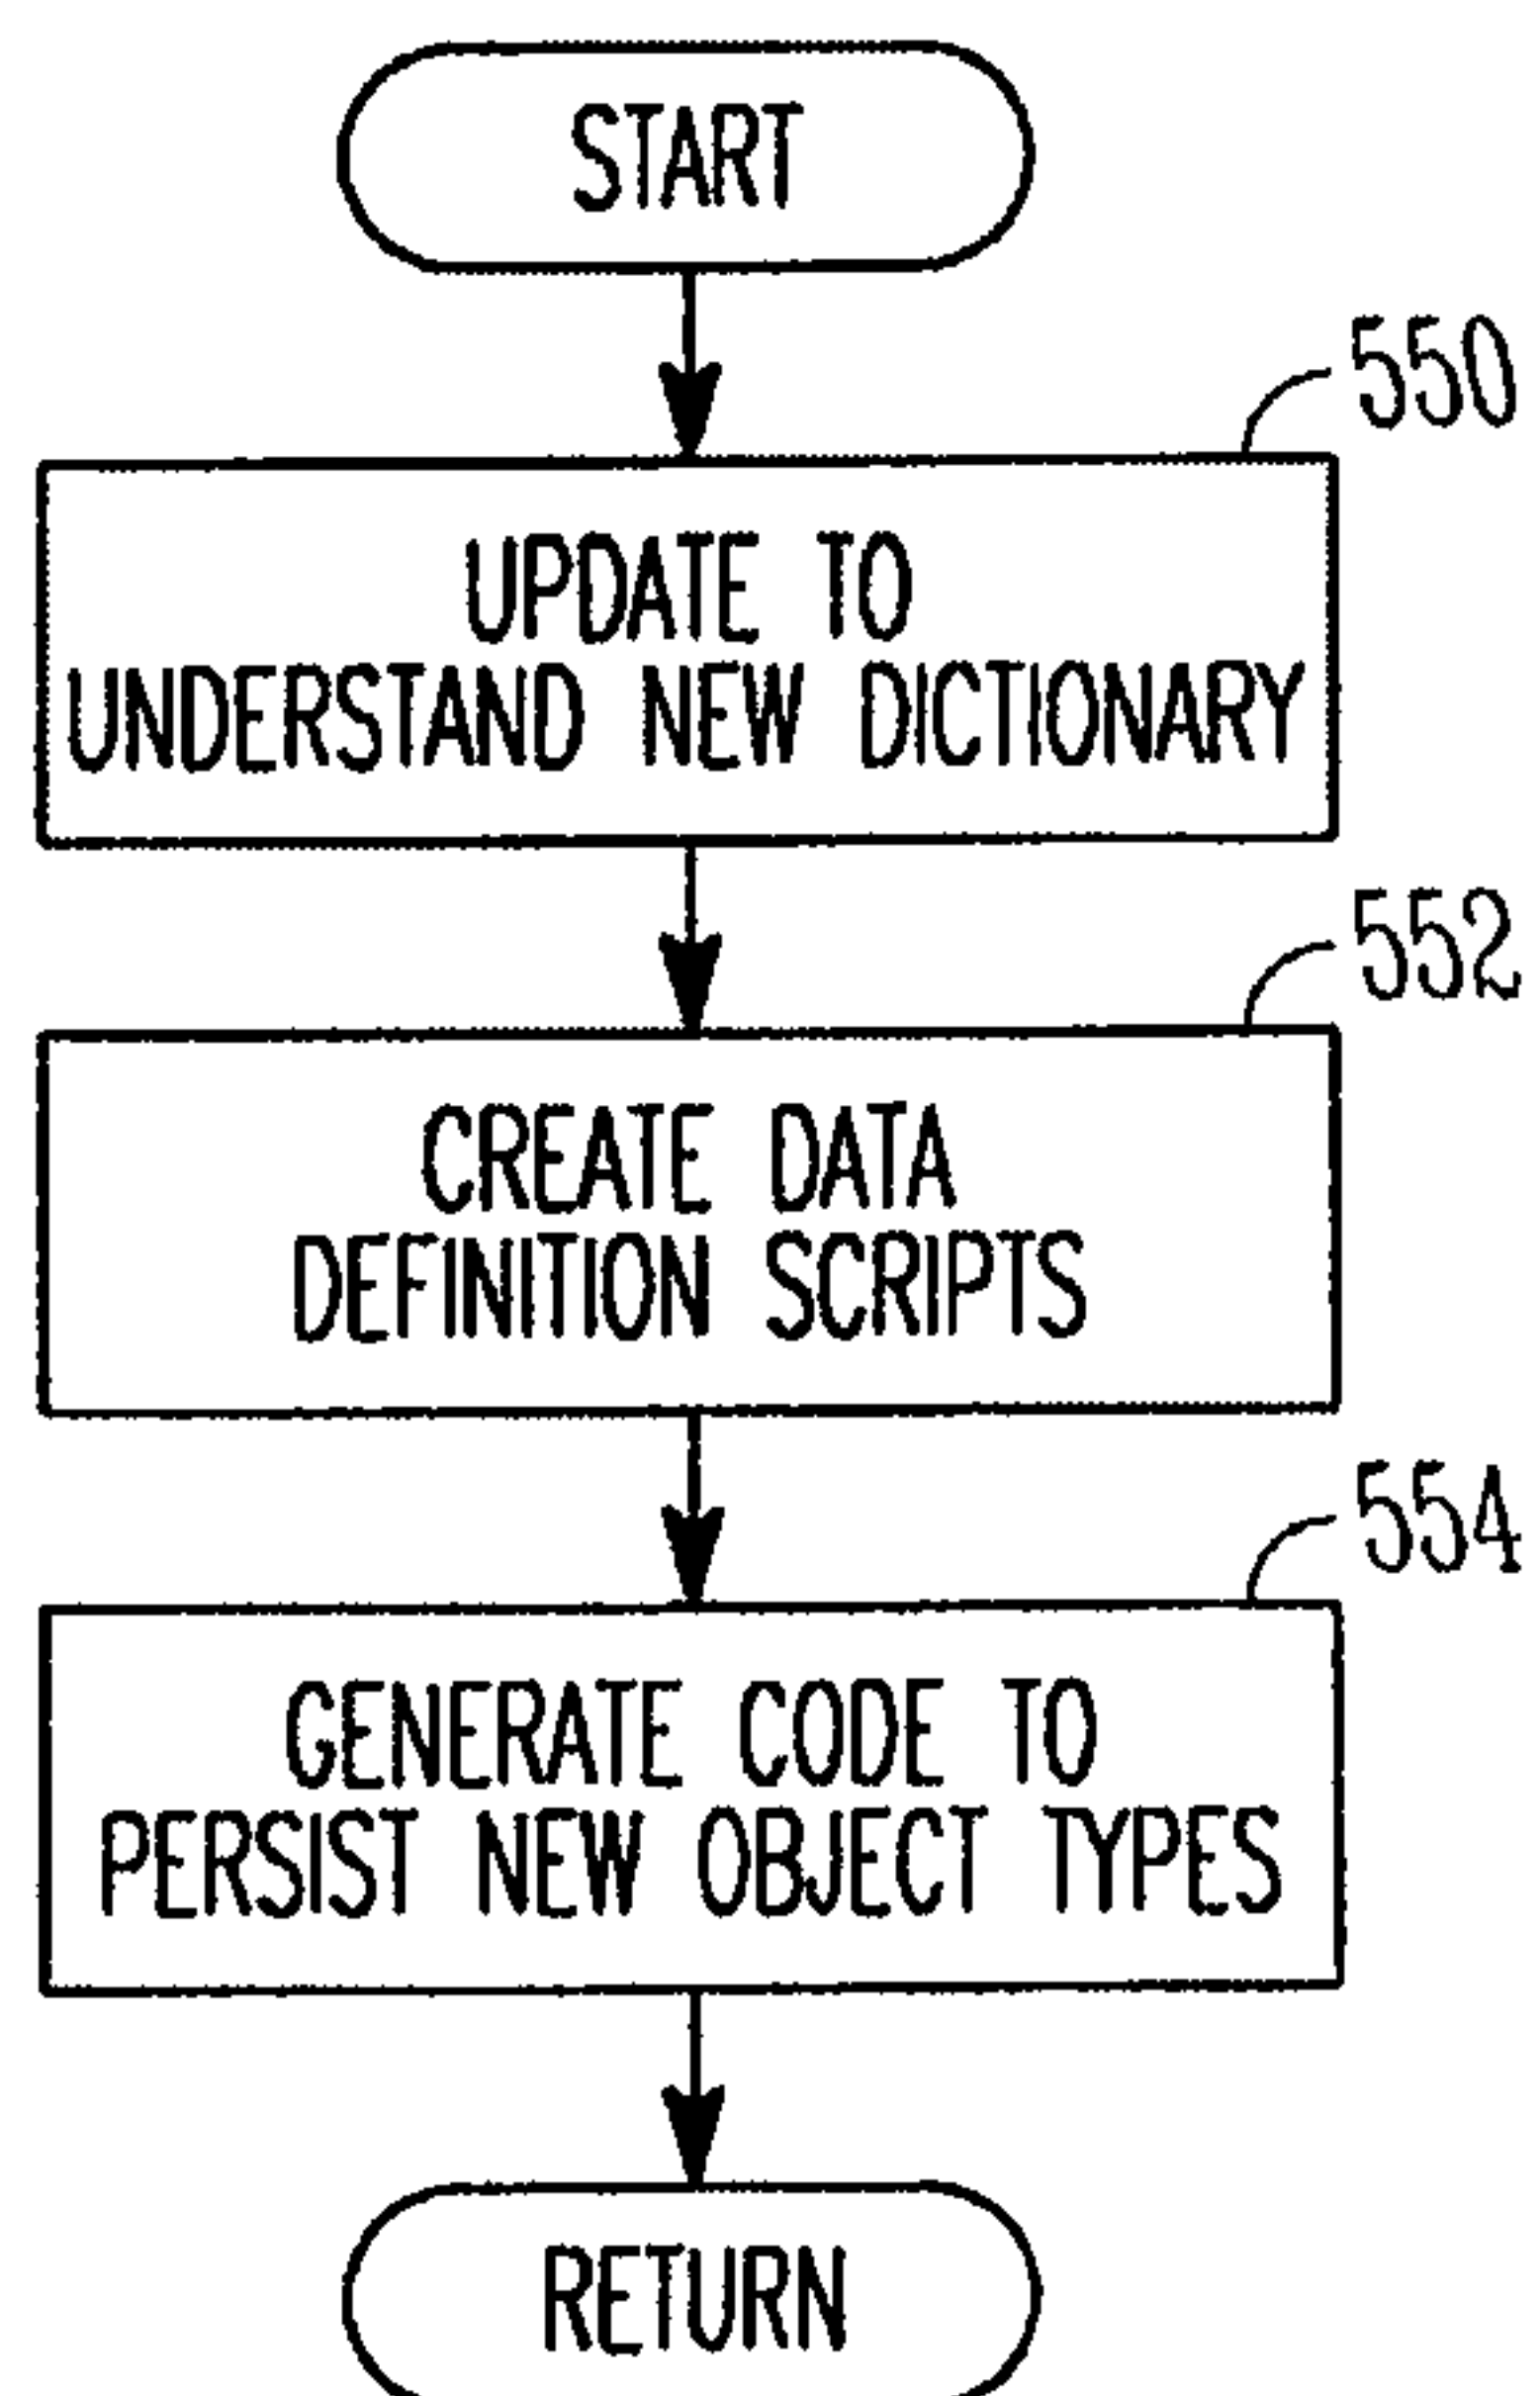 START
550
UPDATE TO
UNDERSTAND NEW DICTIONARY
552
CREATE DATA
DEFINITION SCRIPTS
554
GENERATE CODE TO
PERSIST NEW OBJECT TYPES
RETURN